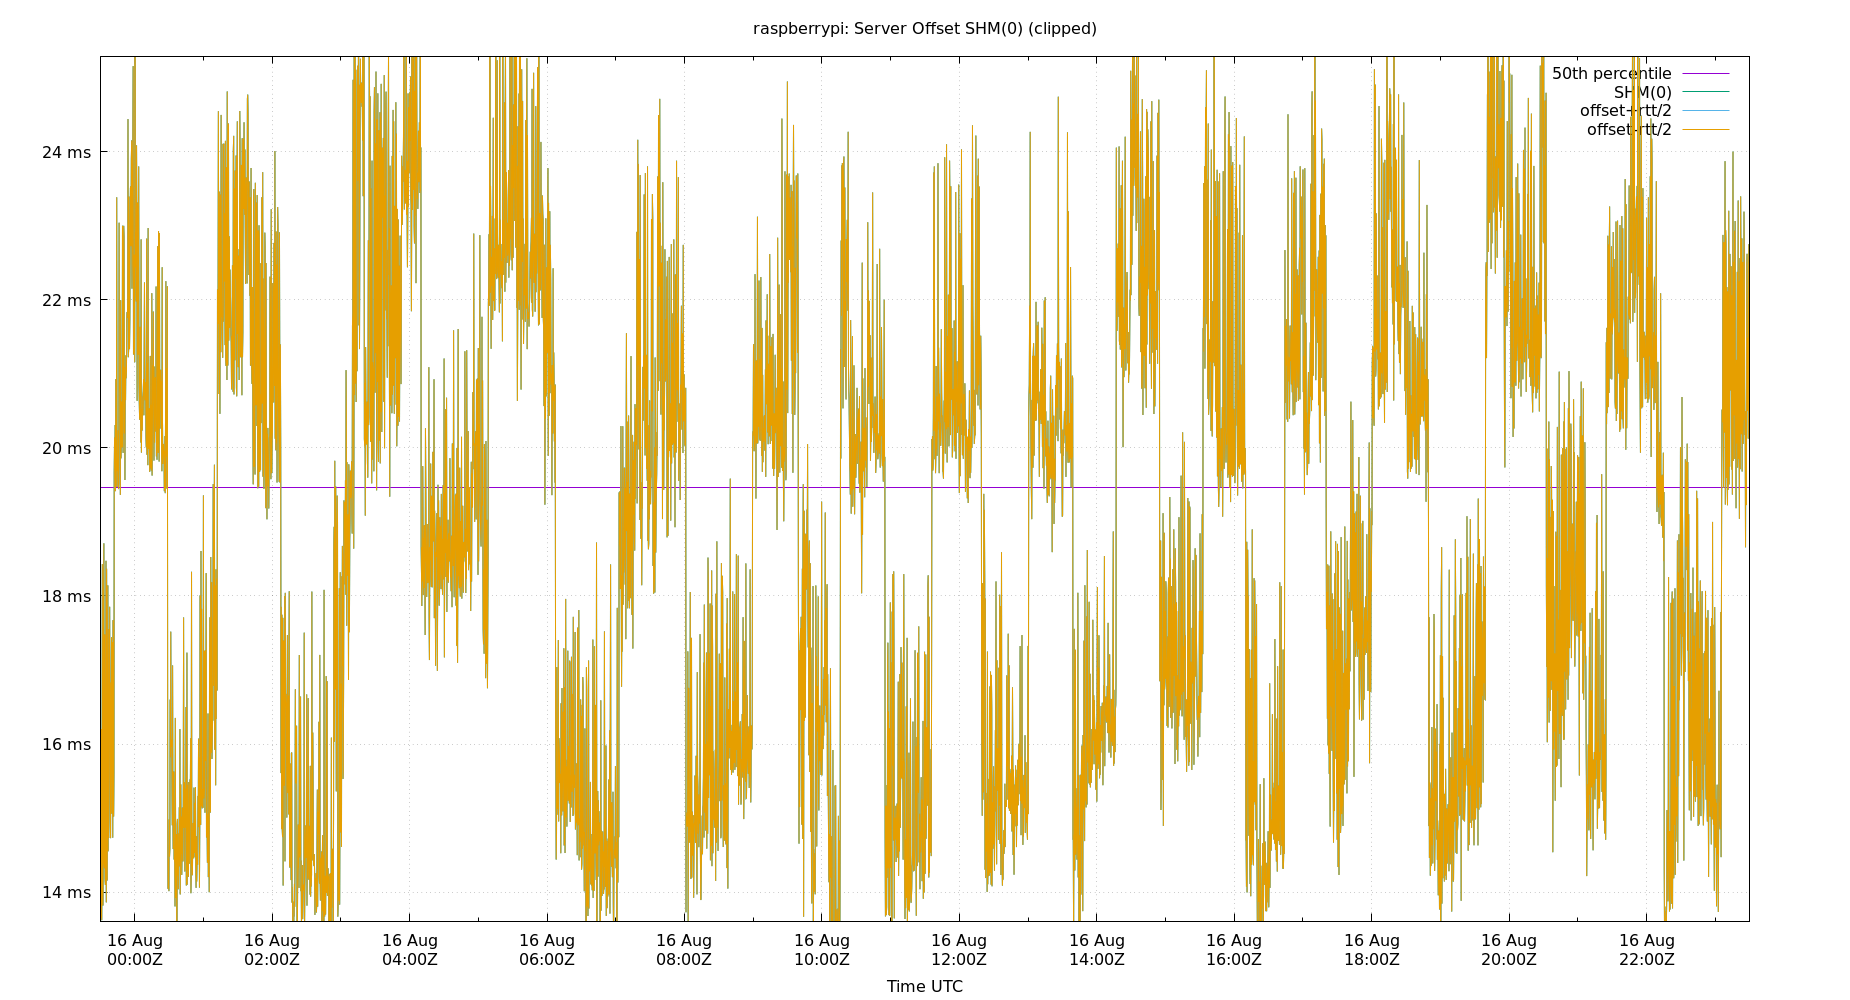 raspberrypi: Server Offset SHM(0) (clipped)
50th percentile
SHM(0)
offset+rtt/2
offset-rtt/2
24 ms
22 ms
20 ms
18 ms
16 ms
14 ms
16 Aug 16 Aug 16 Aug 16 Aug 16 Aug 16 Aug 16 Aug 16 Aug 16 Aug 16 Aug 16 Aug 16 Aug
00:00Z 02:00Z 04:00Z 06:00Z 08:00Z 10:00Z 12:00Z 14:00Z 16:00Z 18:00Z 20:00Z 22:00Z
Time UTC